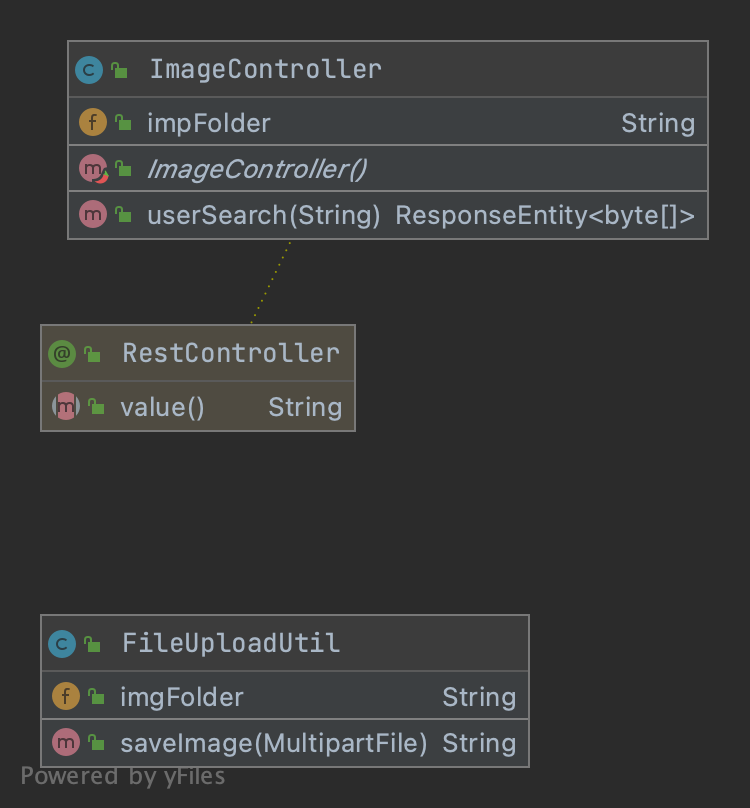 C ImageController
f impFolder String
m ImageController()
m userSearch(String) ResponseEntity<byte[]>
@ RestController
m value() String
C FileUploadUtil
f imgFolder String
m saveImage(MultipartFile) String
Powered by yFiles